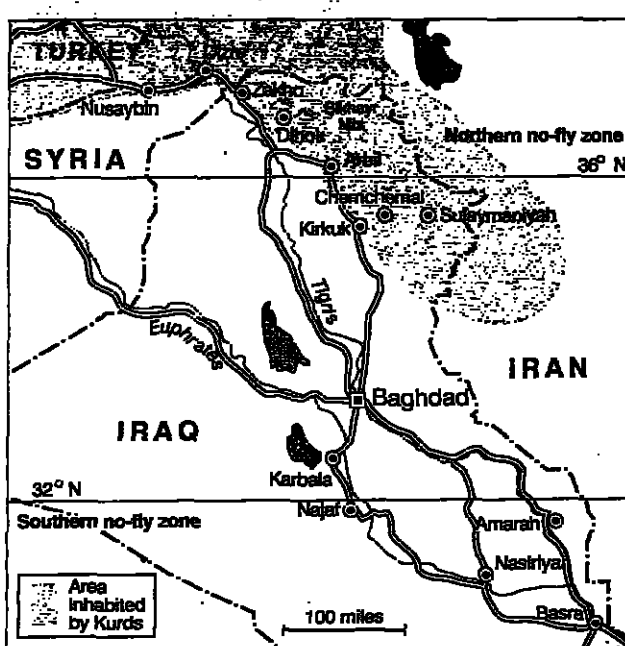 TURKEY
Zakho
Nusaybin
Dihok
Northern no-fly zone
SYRIA
36° N
Arbil
Chemchemal
Sulaymaniyah
Kirkuk
Tigris
Euphrates
IRAN
Baghdad
IRAQ
Karbala
32° N
Najaf
Southern no-fly zone
Amarah
Nasiriya
Area
Inhabited
by Kurds
100 miles
Basra